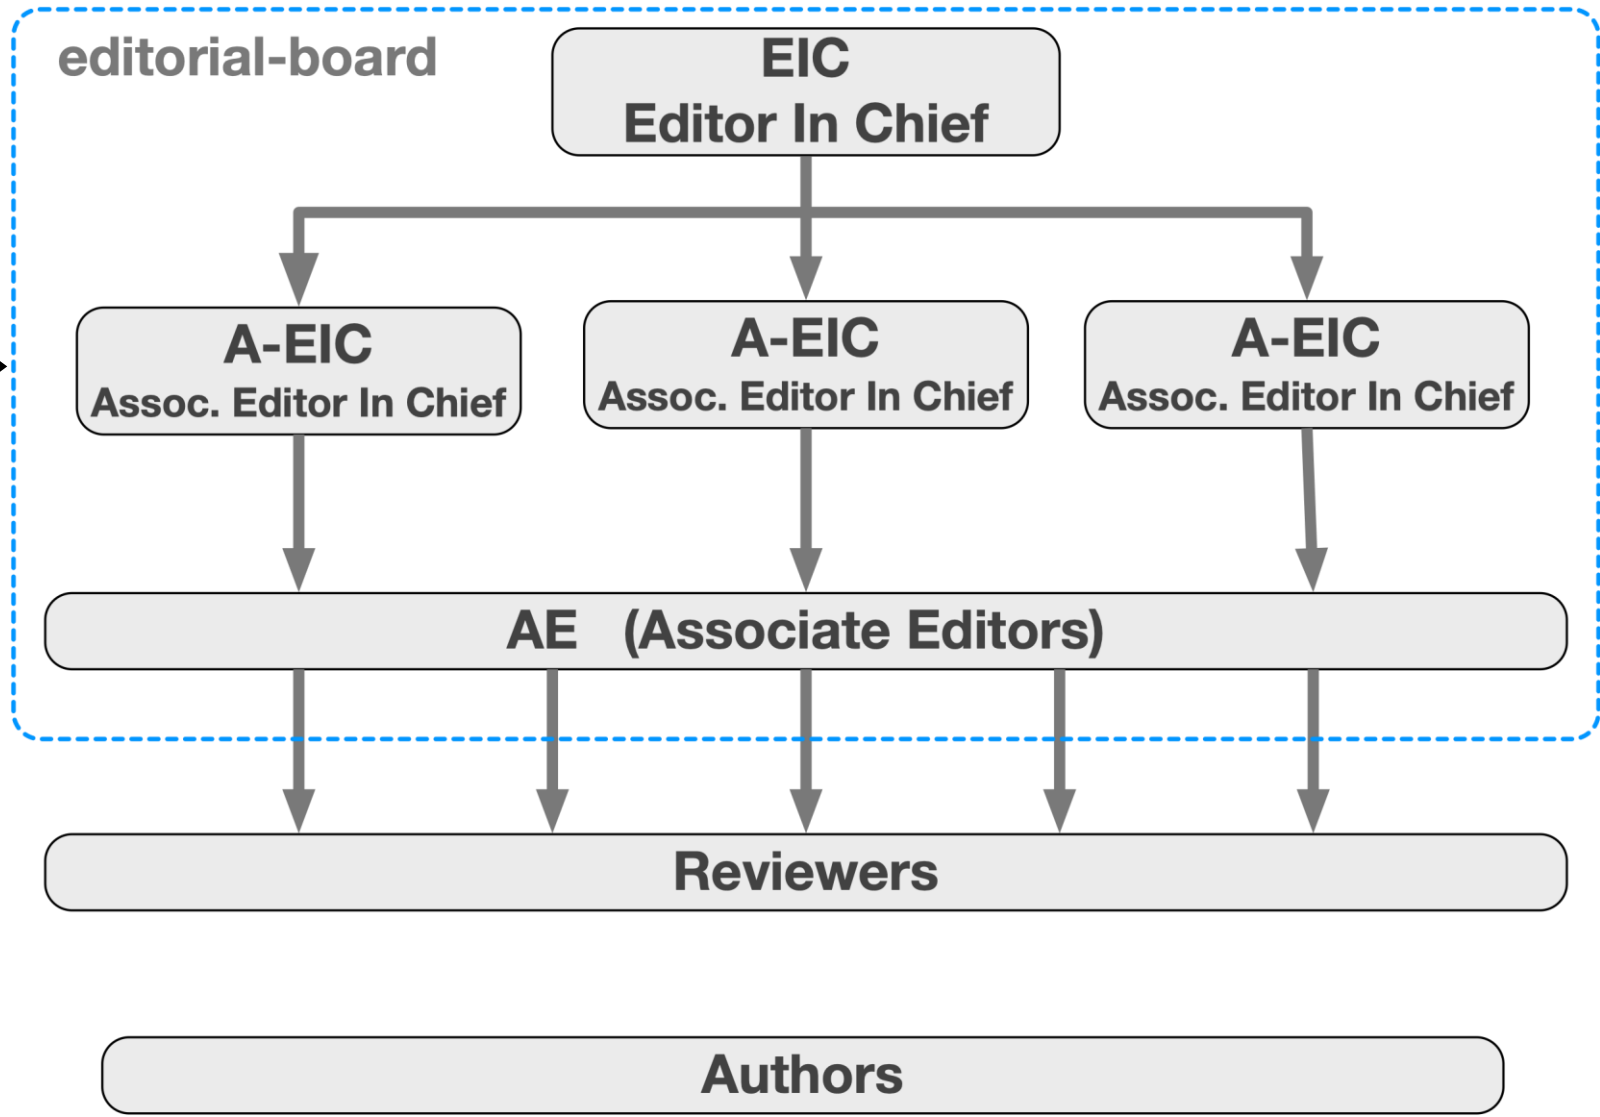 editorial-board
EIC
Editor In Chief
A-EIC
Assoc. Editor In Chief
A-EIC
Assoc. Editor In Chief
A-EIC
Assoc. Editor In Chief
AE (Associate Editors)
Reviewers
Authors